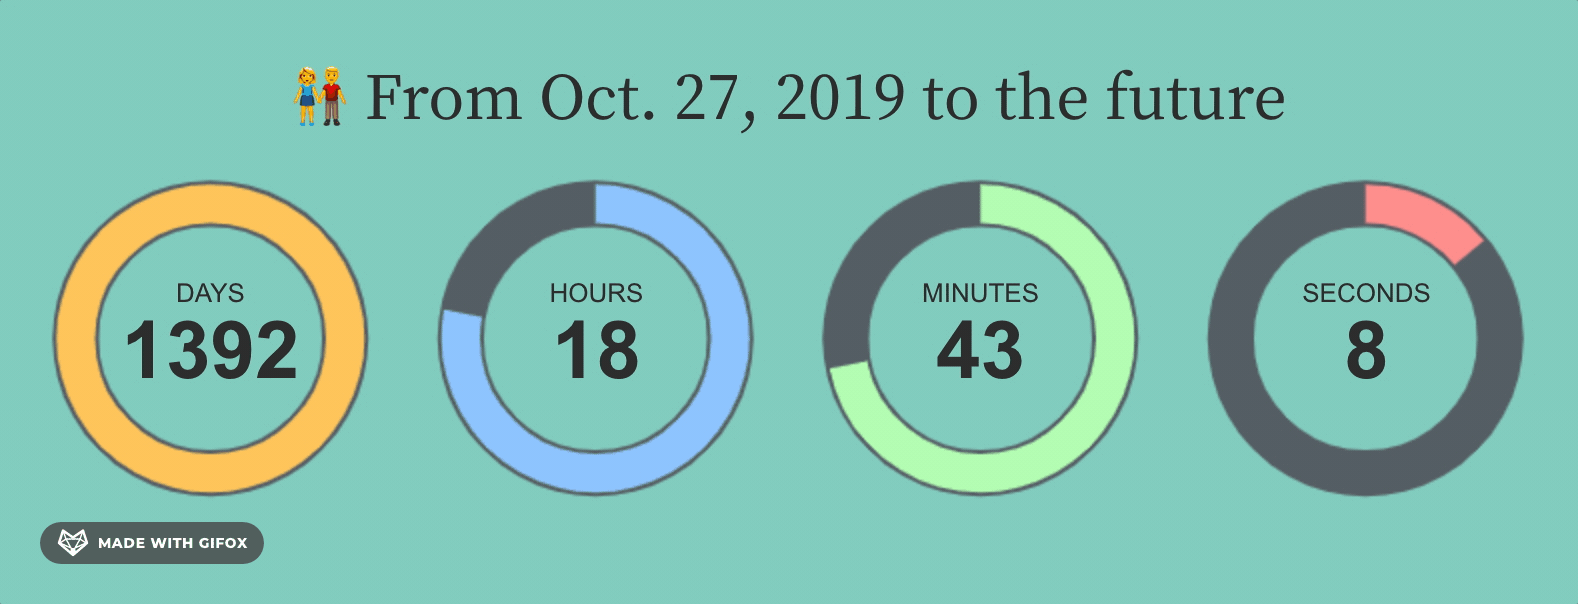 👫 From Oct. 27, 2019 to the future
DAYS
1392
HOURS
18
MINUTES
43
SECONDS
8
MADE WITH GIFOX